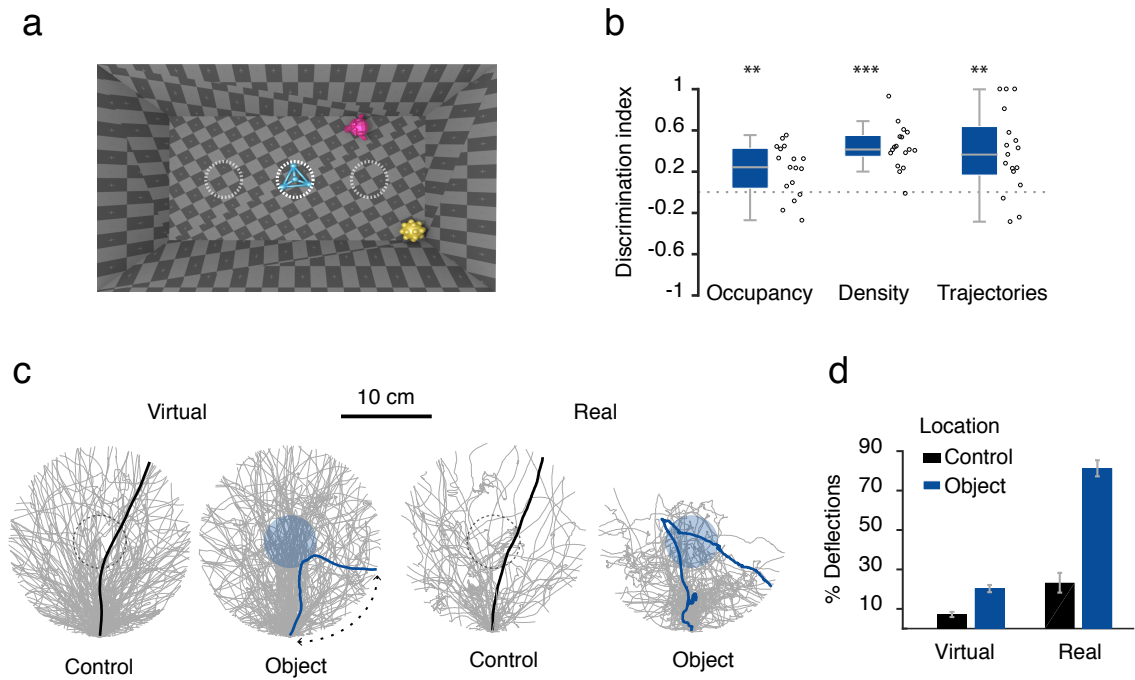 a
b
** *** **
Discrimination index
1
0.6
0.2
-0.2
-0.6
-1
Occupancy Density Trajectories
c
Virtual 10 cm Real
Control Object Control Object
d
Location
Control
Object
% Deflections
90
70
50
30
10
Virtual Real